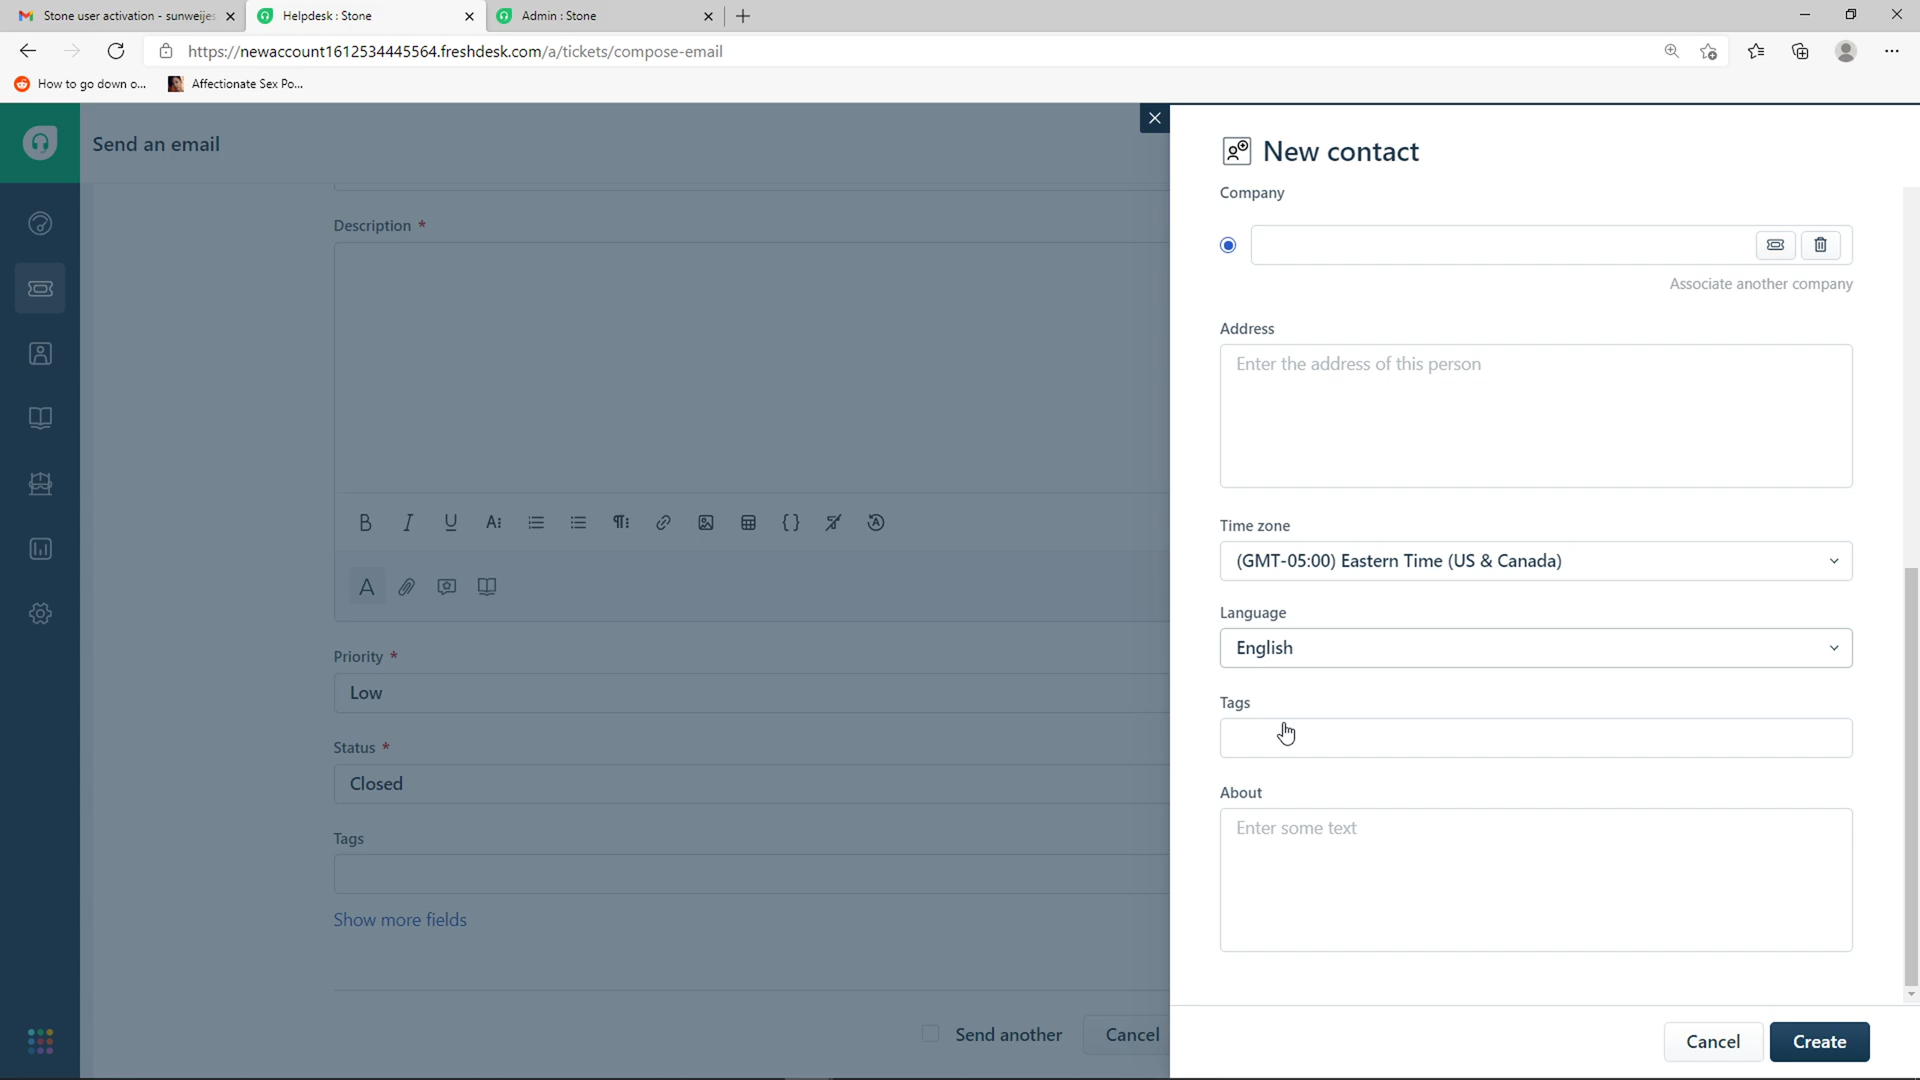 Stone user activation - sunweijes
Helpdesk : Stone
Admin : Stone
https://newaccount1612534445564.freshdesk.com/a/tickets/compose-email
How to go down o...
Affectionate Sex Po...
Send an email
Description *
Priority *
Low
Status *
Closed
Tags
Show more fields
Send another
Cancel
New contact
Company
Associate another company
Address
Enter the address of this person
Time zone
(GMT-05:00) Eastern Time (US & Canada)
Language
English
Tags
About
Enter some text
Cancel
Create